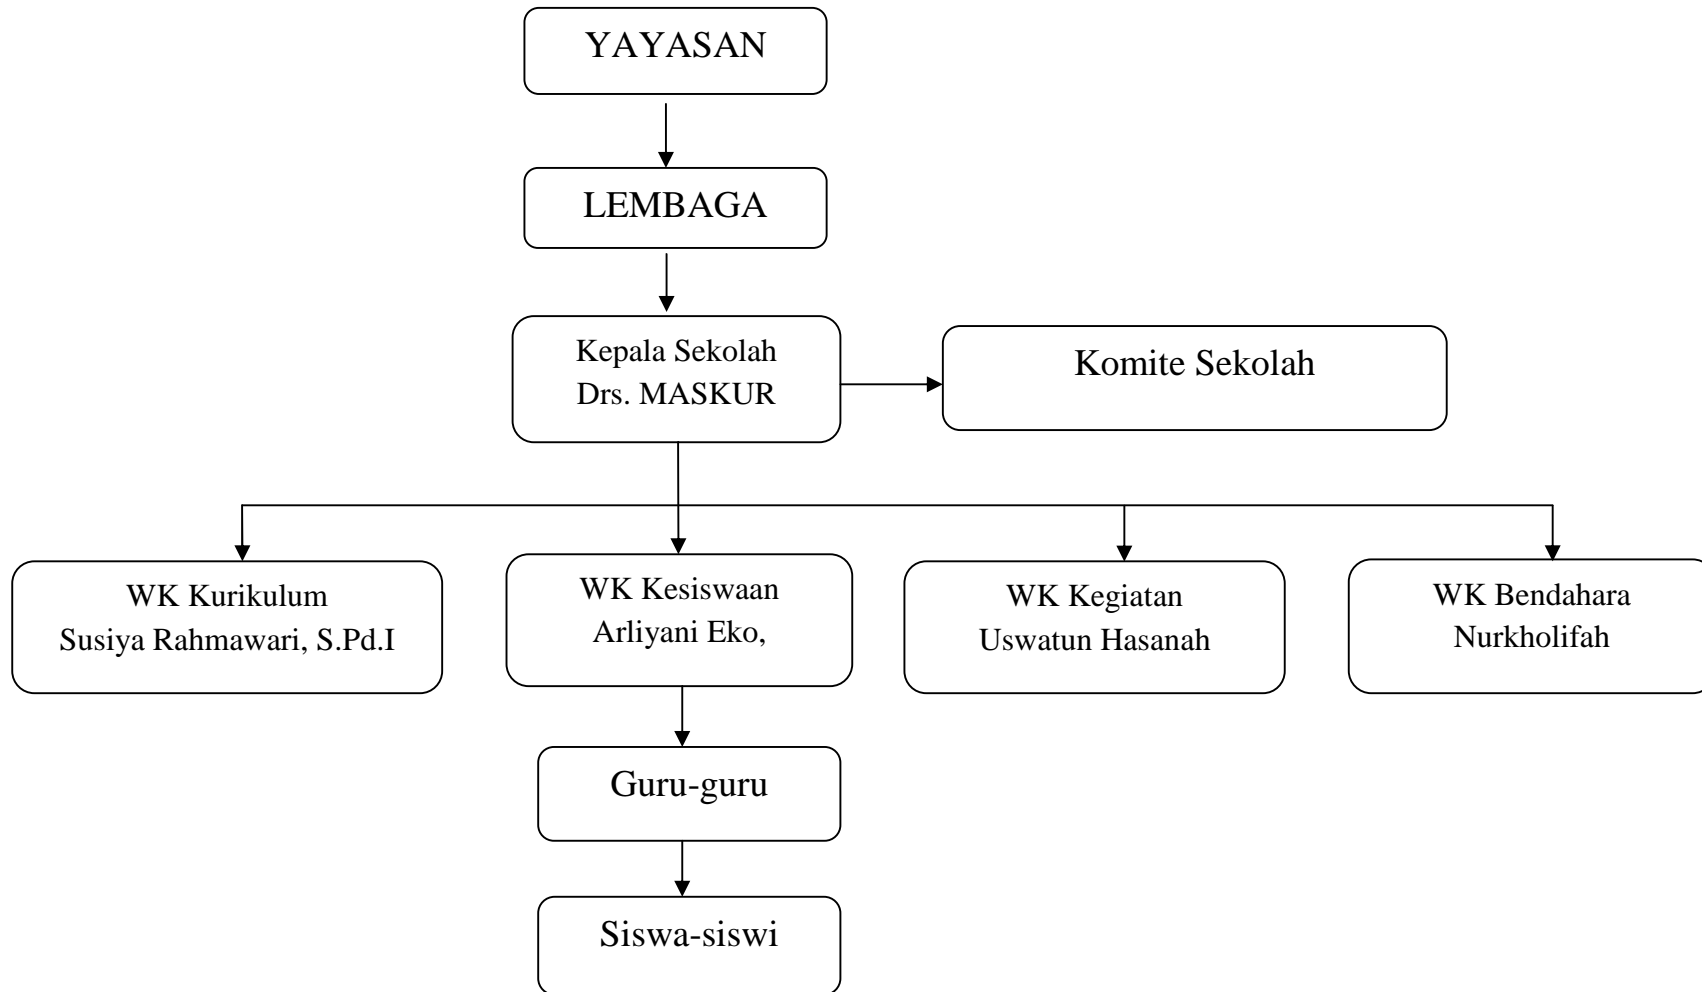 YAYASAN
LEMBAGA
Kepala Sekolah
Drs. MASKUR
Komite Sekolah
WK Kurikulum
Susiya Rahmawari, S.Pd.I
WK Kesiswaan
Arliyani Eko,
WK Kegiatan
Uswatun Hasanah
WK Bendahara
Nurkholifah
Guru-guru
Siswa-siswi